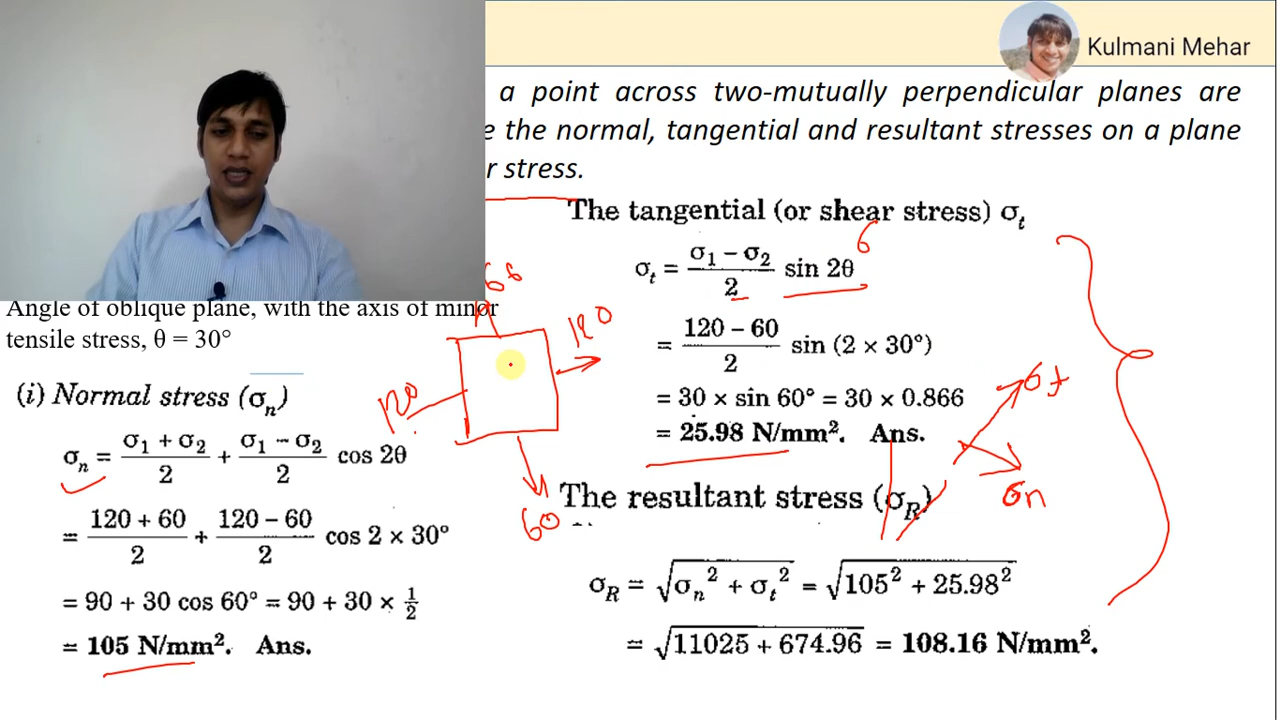 Kulmani Mehar
a point across two-mutually perpendicular planes are
e the normal, tangential and resultant stresses on a plane
r stress.
Angle of oblique plane, with the axis of minor
tensile stress, θ = 30°
(i) Normal stress (σₙ)
σₙ = (σ₁ + σ₂)/2 + (σ₁ − σ₂)/2 cos 2θ
= (120 + 60)/2 + (120 − 60)/2 cos 2 × 30°
= 90 + 30 cos 60° = 90 + 30 × 1/2
= 105 N/mm². Ans.
120
120
60
The tangential (or shear stress) σₜ
σₜ = (σ₁ − σ₂)/2 sin 2θ
= (120 − 60)/2 sin (2 × 30°)
= 30 × sin 60° = 30 × 0.866
= 25.98 N/mm². Ans.
σt
σn
The resultant stress (σ_R)
σ_R = √(σₙ² + σₜ²) = √(105² + 25.98²)
= √(11025 + 674.96) = 108.16 N/mm².